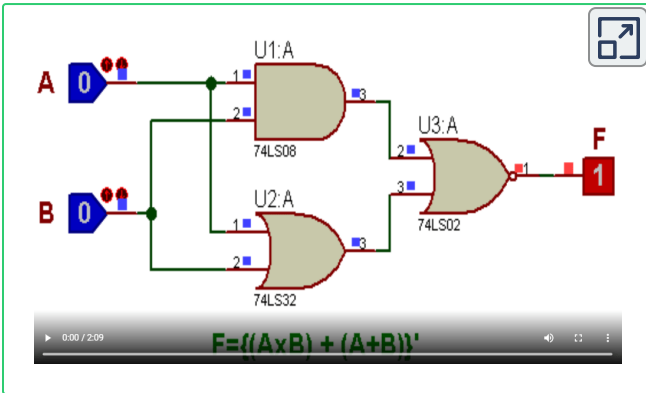 U1:A
A 0 1 3
2
74LS08
U3:A
2 1 F
3 1
74LS02
B 0 U2:A
1 3
2
74LS32
F={(AxB) + (A+B)}'
0:00 / 2:09